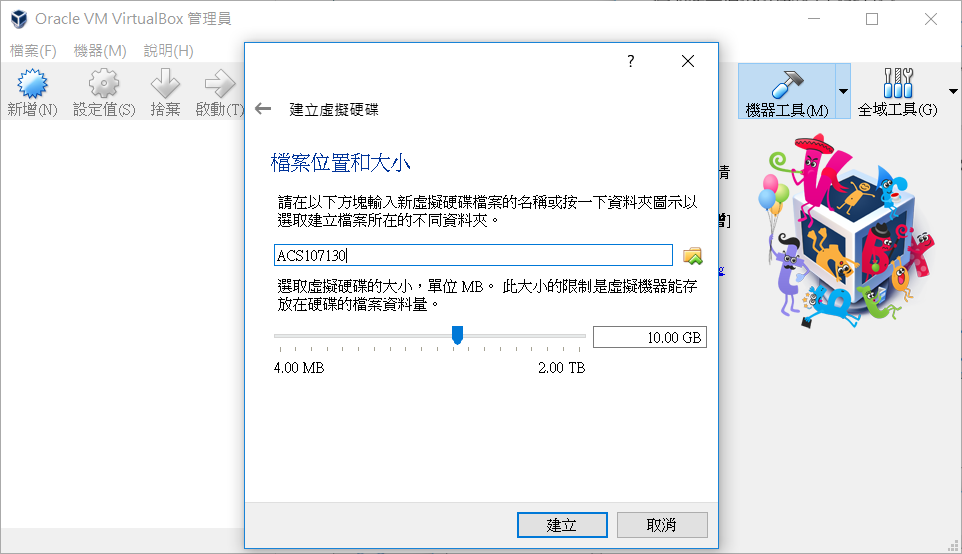 Oracle VM VirtualBox 管理員
檔案(F) 機器(M) 說明(H)
新增(N) 設定值(S) 捨棄 啟動(T)
機器工具(M) 全域工具(G)
?
建立虛擬硬碟
檔案位置和大小
請在以下方塊輸入新虛擬硬碟檔案的名稱或按一下資料夾圖示以
選取建立檔案所在的不同資料夾。
ACS107130
選取虛擬硬碟的大小，單位 MB。 此大小的限制是虛擬機器能存
放在硬碟的檔案資料量。
10.00 GB
4.00 MB 2.00 TB
建立 取消